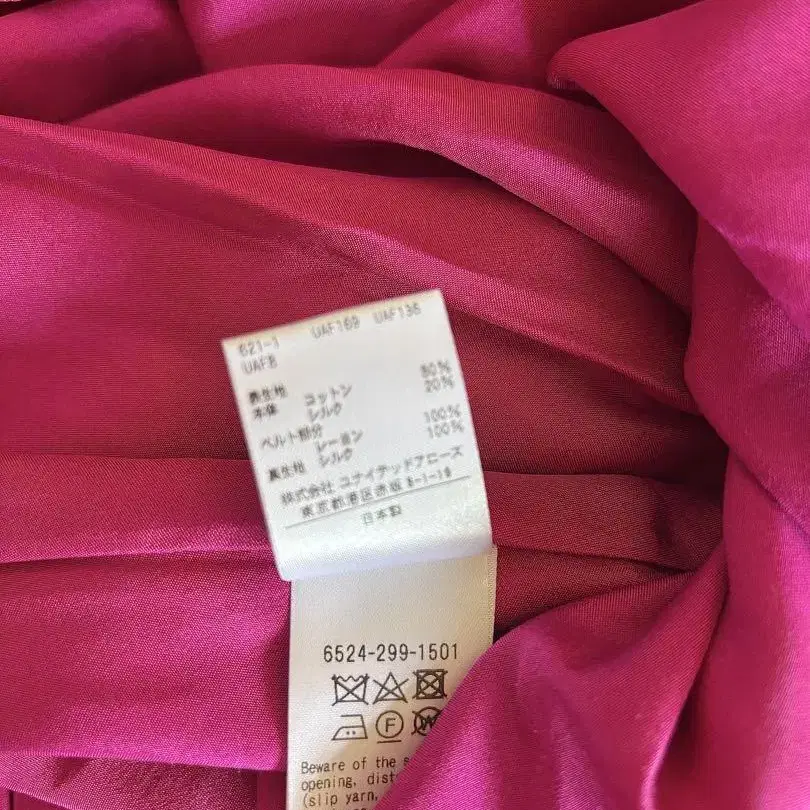 621-1 UAF169 UAF136
UAFB
表生地
本体 コットン 80%
シルク 20%
ベルト部分
レーヨン 100%
裏生地 シルク 100%
株式会社 ユナイテッドアローズ
東京都港区赤坂8-1-19
日本製
6524-299-1501
F
W
Beware of the
opening, dist
(slip yarn,